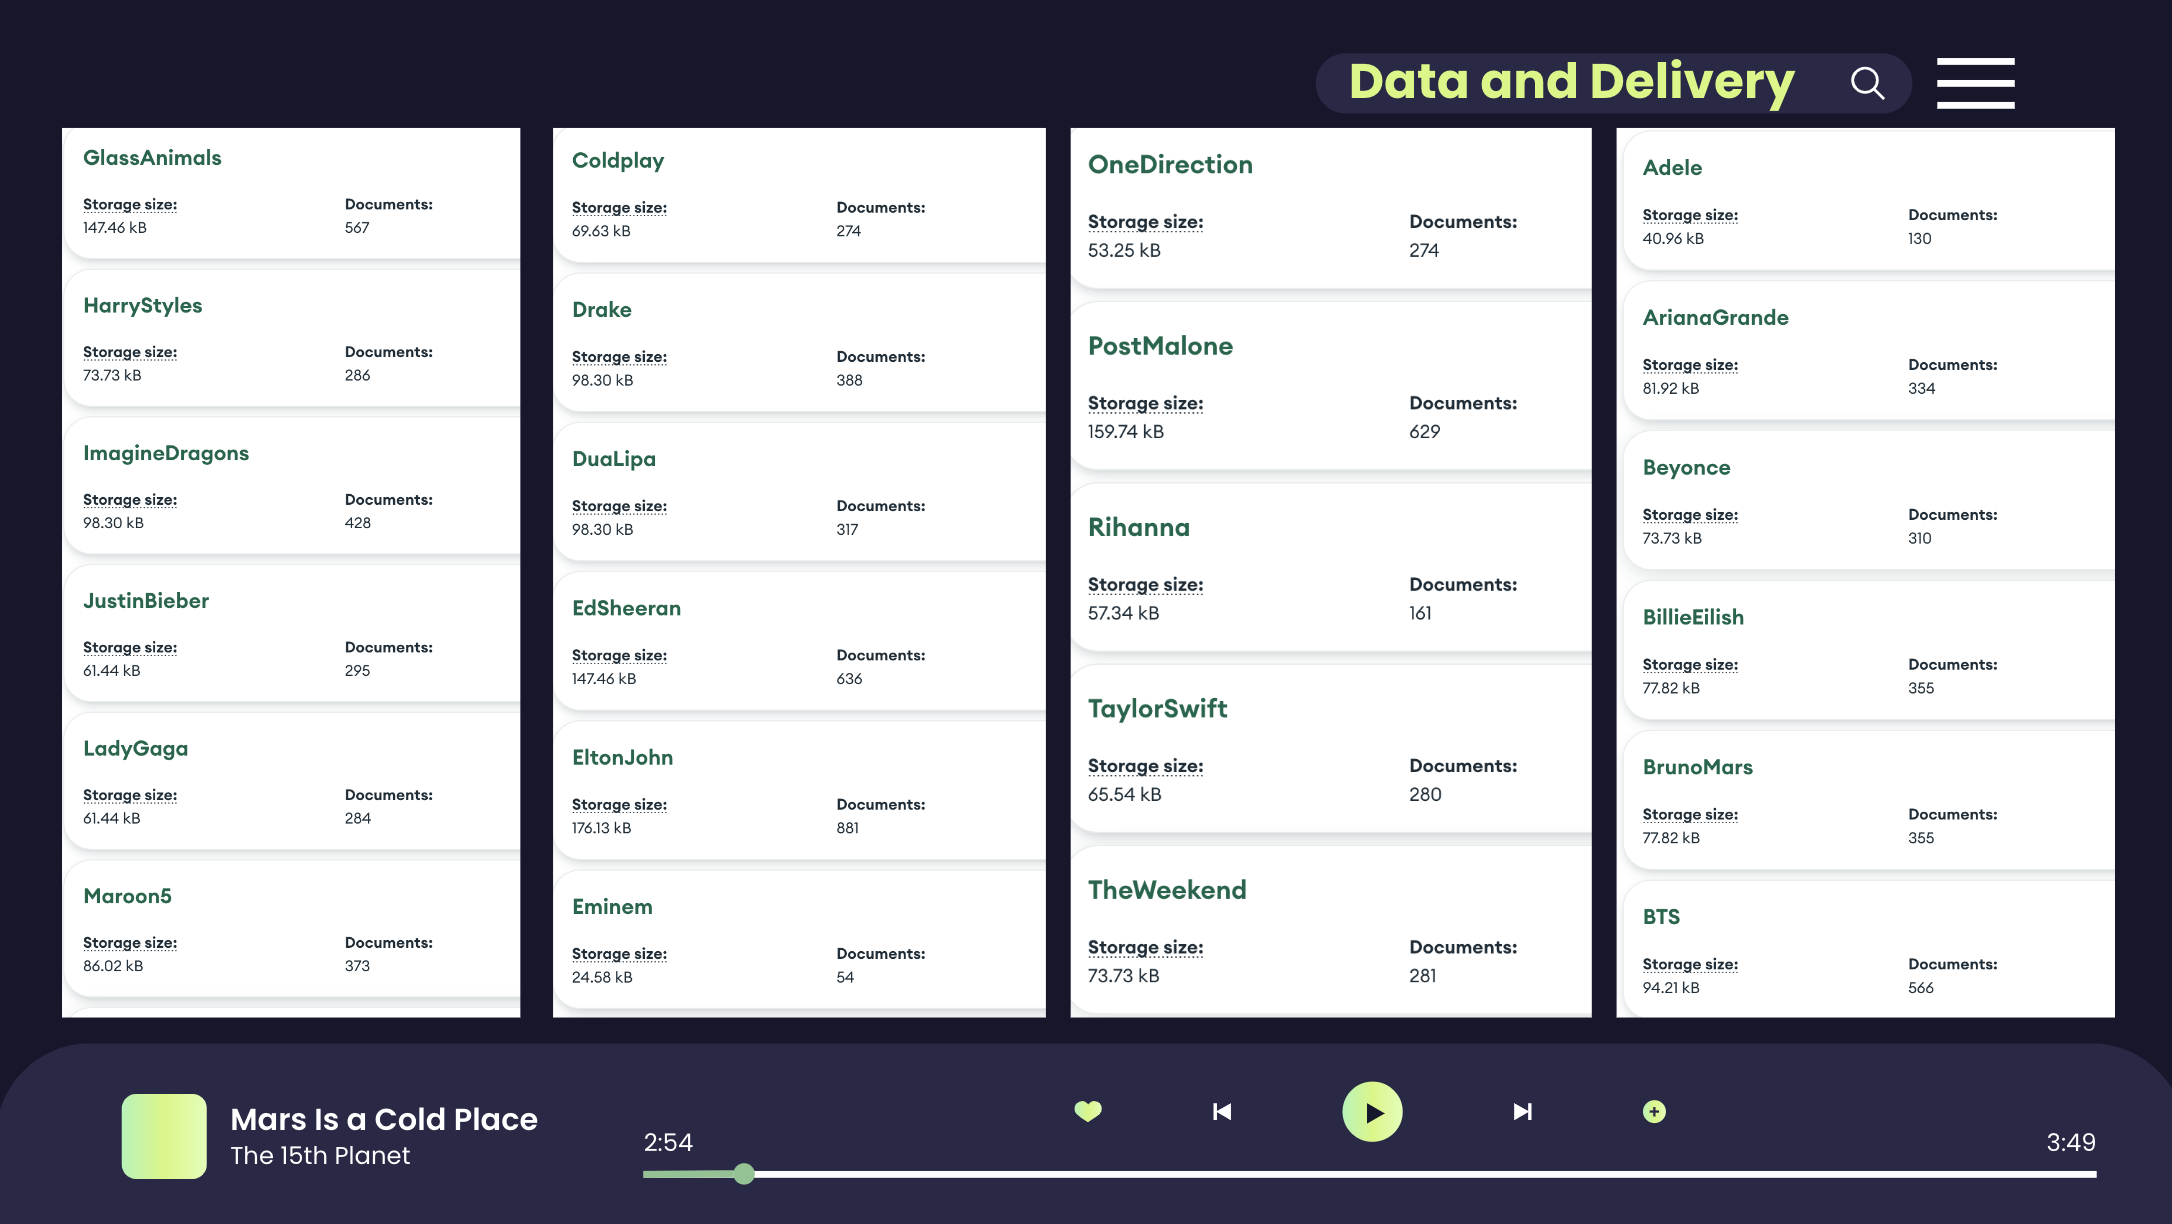 Data and Delivery
GlassAnimals
Storage size: Documents:
147.46 kB 567
HarryStyles
Storage size: Documents:
73.73 kB 286
ImagineDragons
Storage size: Documents:
98.30 kB 428
JustinBieber
Storage size: Documents:
61.44 kB 295
LadyGaga
Storage size: Documents:
61.44 kB 284
Maroon5
Storage size: Documents:
86.02 kB 373
Coldplay
Storage size: Documents:
69.63 kB 274
Drake
Storage size: Documents:
98.30 kB 388
DuaLipa
Storage size: Documents:
98.30 kB 317
EdSheeran
Storage size: Documents:
147.46 kB 636
EltonJohn
Storage size: Documents:
176.13 kB 881
Eminem
Storage size: Documents:
24.58 kB 54
OneDirection
Storage size: Documents:
53.25 kB 274
PostMalone
Storage size: Documents:
159.74 kB 629
Rihanna
Storage size: Documents:
57.34 kB 161
TaylorSwift
Storage size: Documents:
65.54 kB 280
TheWeekend
Storage size: Documents:
73.73 kB 281
Adele
Storage size: Documents:
40.96 kB 130
ArianaGrande
Storage size: Documents:
81.92 kB 334
Beyonce
Storage size: Documents:
73.73 kB 310
BillieEilish
Storage size: Documents:
77.82 kB 355
BrunoMars
Storage size: Documents:
77.82 kB 355
BTS
Storage size: Documents:
94.21 kB 566
Mars Is a Cold Place
The 15th Planet
2:54 3:49